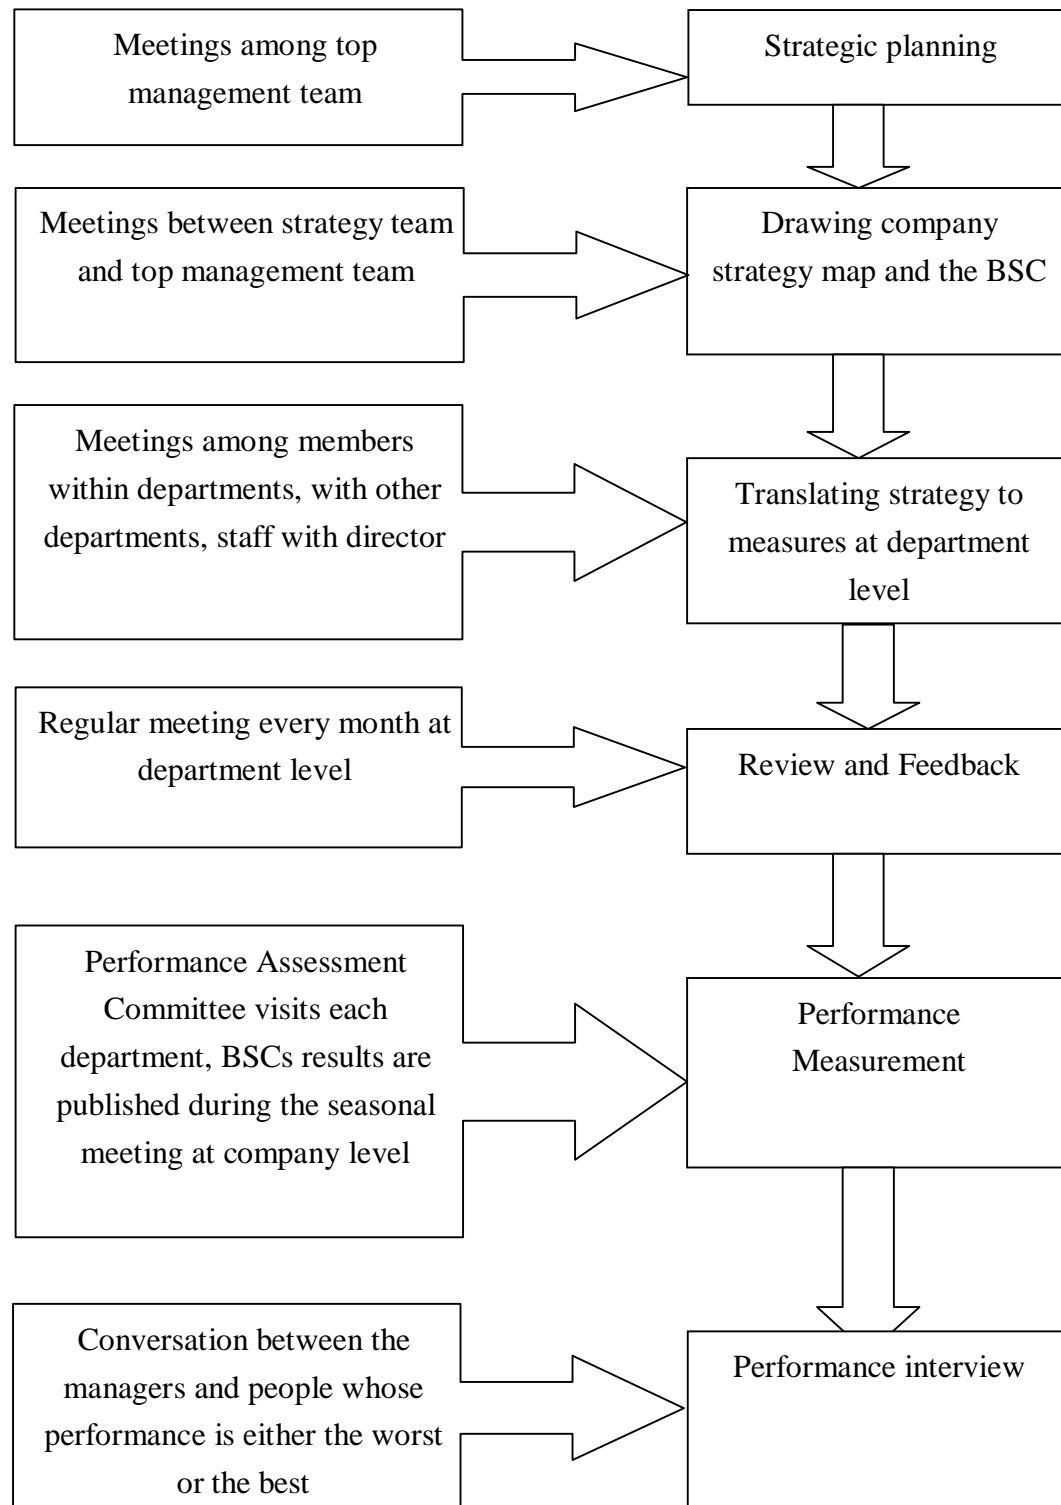 Meetings among top
management team
Strategic planning
Meetings between strategy team
and top management team
Drawing company
strategy map and the BSC
Meetings among members
within departments, with other
departments, staff with director
Translating strategy to
measures at department
level
Regular meeting every month at
department level
Review and Feedback
Performance Assessment
Committee visits each
department, BSCs results are
published during the seasonal
meeting at company level
Performance
Measurement
Conversation between the
managers and people whose
performance is either the worst
or the best
Performance interview